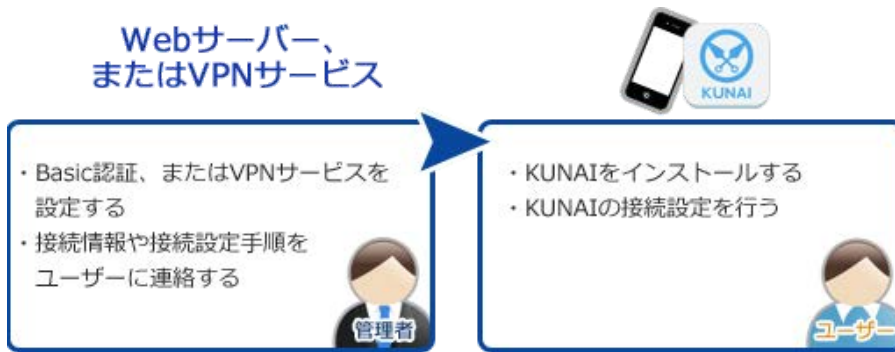 Webサーバー、
またはVPNサービス
KUNAI
・Basic認証、またはVPNサービスを
設定する
・接続情報や接続設定手順を
ユーザーに連絡する
管理者
・KUNAIをインストールする
・KUNAIの接続設定を行う
ユーザー